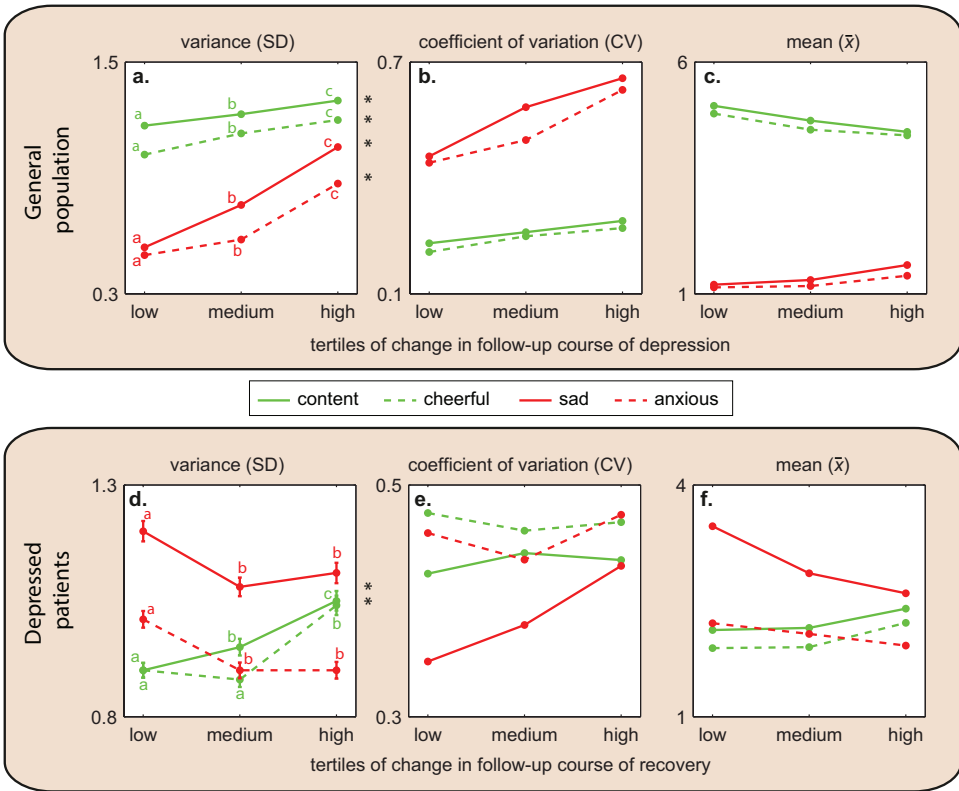 variance (SD) coefficient of variation (CV) mean (x̄)
General population
1.5 a. 0.7 b. 6 c.
c *
a b c *
b *
a c
b *
a c
a b
0.3 0.1 1
low medium high low medium high low medium high
tertiles of change in follow-up course of depression
content cheerful sad anxious
variance (SD) coefficient of variation (CV) mean (x̄)
Depressed patients
1.3 d. 0.5 e. 4 f.
a
b b
c *
a *
a b b
b b
a a
0.8 0.3 1
low medium high low medium high low medium high
tertiles of change in follow-up course of recovery